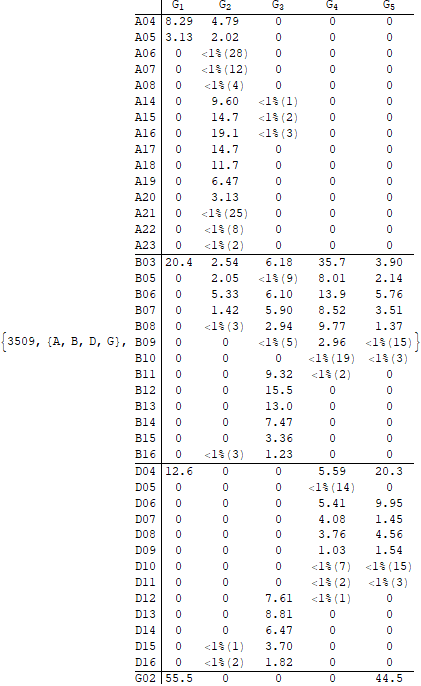 G1 G2 G3 G4 G5
A04 8.29 4.79 0 0 0
A05 3.13 2.02 0 0 0
A06 0 <1%(28) 0 0 0
A07 0 <1%(12) 0 0 0
A08 0 <1%(4) 0 0 0
A14 0 9.60 <1%(1) 0 0
A15 0 14.7 <1%(2) 0 0
A16 0 19.1 <1%(3) 0 0
A17 0 14.7 0 0 0
A18 0 11.7 0 0 0
A19 0 6.47 0 0 0
A20 0 3.13 0 0 0
A21 0 <1%(25) 0 0 0
A22 0 <1%(8) 0 0 0
A23 0 <1%(2) 0 0 0
B03 20.4 2.54 6.18 35.7 3.90
B05 0 2.05 <1%(9) 8.01 2.14
B06 0 5.33 6.10 13.9 5.76
B07 0 1.42 5.90 8.52 3.51
B08 0 <1%(3) 2.94 9.77 1.37
{3509, {A, B, D, G}, B09 0 0 <1%(5) 2.96 <1%(15)}
B10 0 0 0 <1%(19) <1%(3)
B11 0 0 9.32 <1%(2) 0
B12 0 0 15.5 0 0
B13 0 0 13.0 0 0
B14 0 0 7.47 0 0
B15 0 0 3.36 0 0
B16 0 <1%(3) 1.23 0 0
D04 12.6 0 0 5.59 20.3
D05 0 0 0 <1%(14) 0
D06 0 0 0 5.41 9.95
D07 0 0 0 4.08 1.45
D08 0 0 0 3.76 4.56
D09 0 0 0 1.03 1.54
D10 0 0 0 <1%(7) <1%(15)
D11 0 0 0 <1%(2) <1%(3)
D12 0 0 7.61 <1%(1) 0
D13 0 0 8.81 0 0
D14 0 0 6.47 0 0
D15 0 <1%(1) 3.70 0 0
D16 0 <1%(2) 1.82 0 0
G02 55.5 0 0 0 44.5